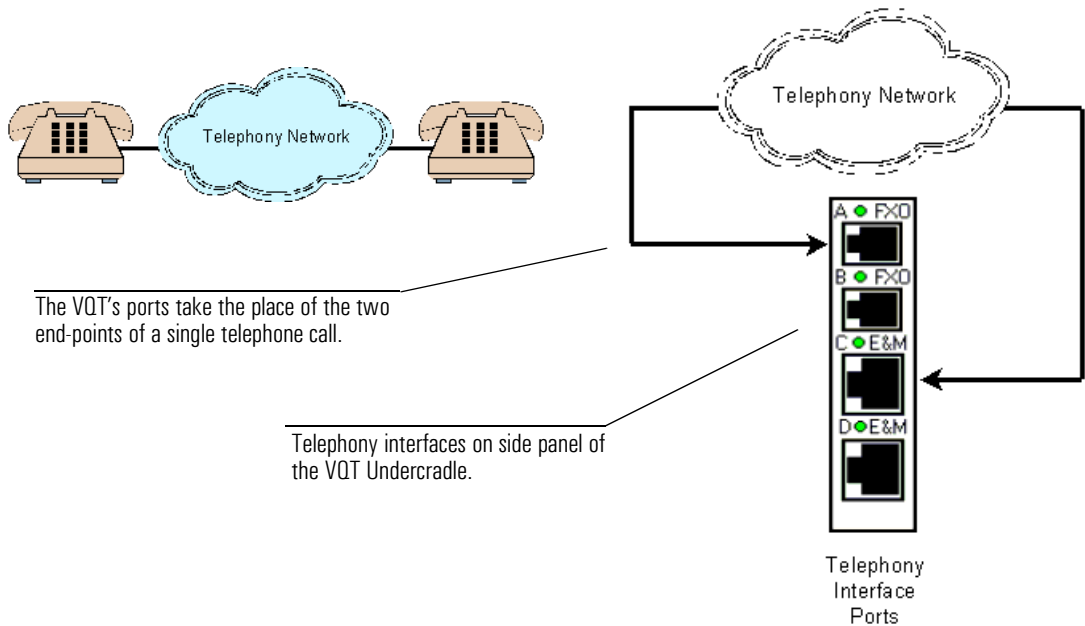 Telephony Network
Telephony Network
A FXO
B FXO
C E&M
D E&M
The VQT's ports take the place of the two
end-points of a single telephone call.
Telephony interfaces on side panel of
the VQT Undercradle.
Telephony
Interface
Ports